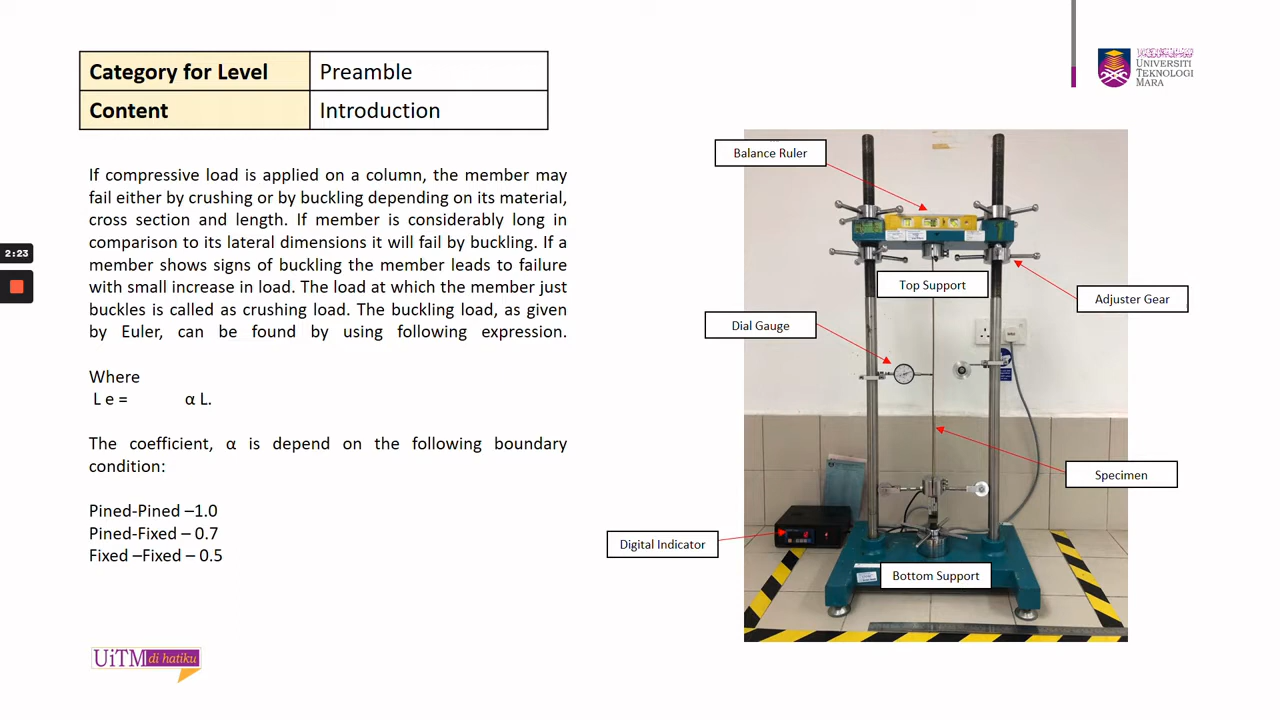 Category for Level Preamble
Content Introduction
UNIVERSITI
TEKNOLOGI
MARA
If compressive load is applied on a column, the member may
fail either by crushing or by buckling depending on its material,
cross section and length. If member is considerably long in
comparison to its lateral dimensions it will fail by buckling. If a
member shows signs of buckling the member leads to failure
with small increase in load. The load at which the member just
buckles is called as crushing load. The buckling load, as given
by Euler, can be found by using following expression.
Where
L e = α L.
The coefficient, α is depend on the following boundary
condition:
Pined-Pined –1.0
Pined-Fixed – 0.7
Fixed –Fixed – 0.5
2:23
Balance Ruler
Top Support
Adjuster Gear
Dial Gauge
Specimen
Digital Indicator
Bottom Support
UiTM di hatiku